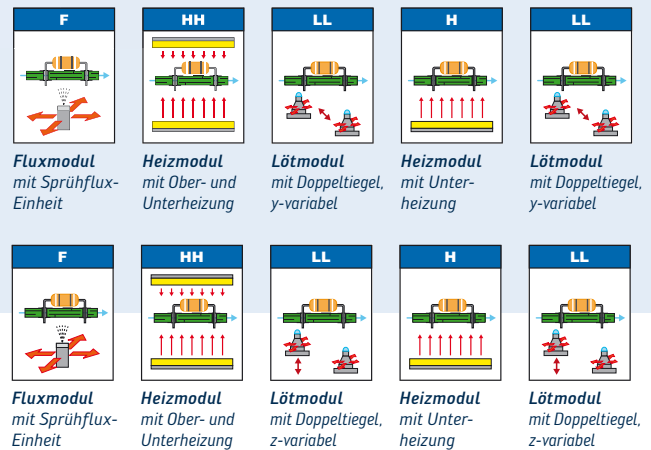 F
HH
LL
H
LL
Fluxmodul
mit Sprühflux-
Einheit
Heizmodul
mit Ober- und
Unterheizung
Lötmodul
mit Doppeltiegel,
y-variabel
Heizmodul
mit Unter-
heizung
Lötmodul
mit Doppeltiegel,
y-variabel
F
HH
LL
H
LL
Fluxmodul
mit Sprühflux-
Einheit
Heizmodul
mit Ober- und
Unterheizung
Lötmodul
mit Doppeltiegel,
z-variabel
Heizmodul
mit Unter-
heizung
Lötmodul
mit Doppeltiegel,
z-variabel